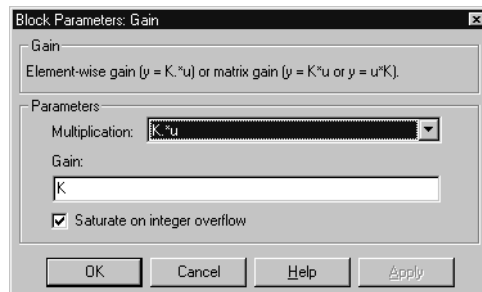 Block Parameters: Gain
Gain
Element-wise gain (y = K.*u) or matrix gain (y = K*u or y = u*K).
Parameters
Multiplication: K.*u
Gain:
K
Saturate on integer overflow
OK Cancel Help Apply